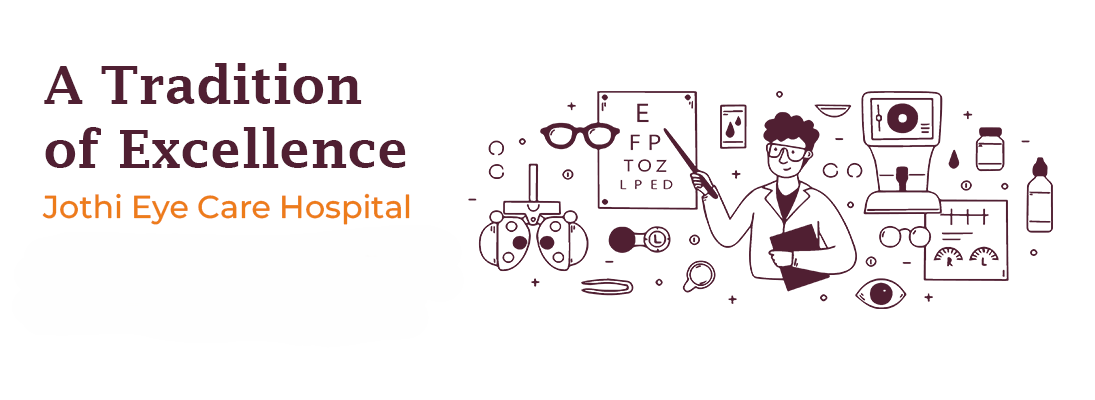 A Tradition
of Excellence
Jothi Eye Care Hospital
E
F P
T O Z
L P E D
L
R L